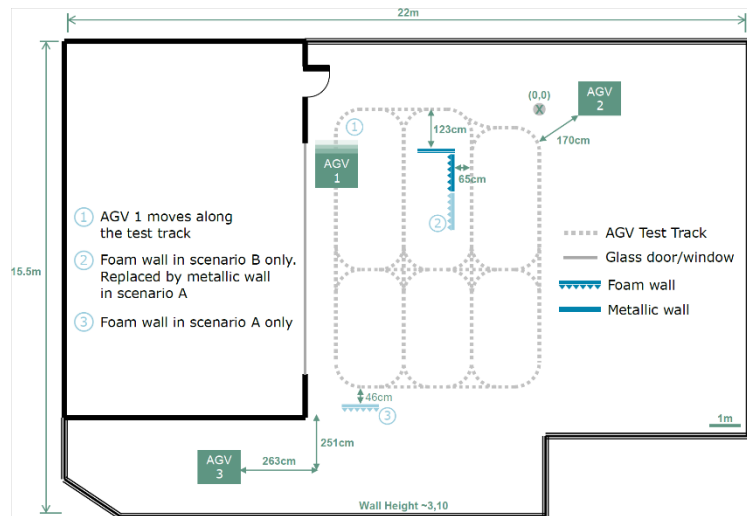 22m
(0,0)
X
AGV
2
170cm
1
123cm
AGV
1
65cm
2
1 AGV 1 moves along
the test track
2 Foam wall in scenario B only.
Replaced by metallic wall
in scenario A
3 Foam wall in scenario A only
15.5m
AGV Test Track
Glass door/window
Foam wall
Metallic wall
46cm
3
1m
251cm
AGV
3
263cm
Wall Height ~3,10